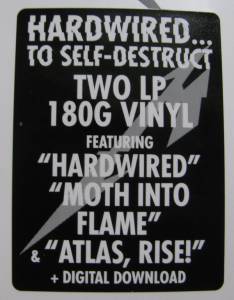 HARDWIRED...
TO SELF-DESTRUCT
TWO LP
180G VINYL
FEATURING
“HARDWIRED”
“MOTH INTO
FLAME”
& “ATLAS, RISE!”
+ DIGITAL DOWNLOAD